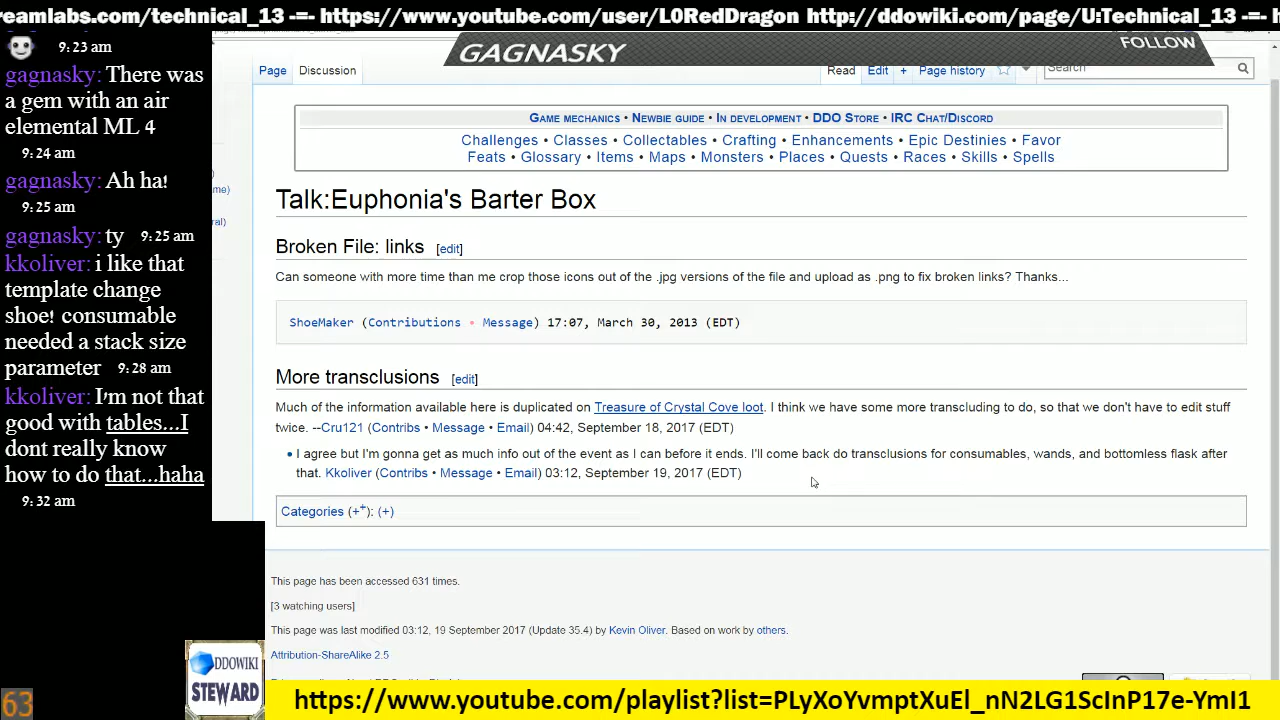 reamlabs.com/technical_13 -=- https://www.youtube.com/user/L0RedDragon http://ddowiki.com/page/U:Technical_13 -=- h
9:23 am
gagnasky: There was
a gem with an air
elemental ML 4
9:24 am
gagnasky: Ah ha!
9:25 am
gagnasky: ty 9:25 am
kkoliver: i like that
template change
shoe! consumable
needed a stack size
parameter 9:28 am
kkoliver: I'm not that
good with tables...I
dont really know
how to do that...haha
9:32 am
GAGNASKY
FOLLOW
Page Discussion
Read Edit + Page history
Search
Game mechanics • Newbie guide • In development • DDO Store • IRC Chat/Discord
Challenges • Classes • Collectables • Crafting • Enhancements • Epic Destinies • Favor
Feats • Glossary • Items • Maps • Monsters • Places • Quests • Races • Skills • Spells
me)
ral)
Talk:Euphonia's Barter Box
Broken File: links [edit]
Can someone with more time than me crop those icons out of the .jpg versions of the file and upload as .png to fix broken links? Thanks...
ShoeMaker (Contributions • Message) 17:07, March 30, 2013 (EDT)
More transclusions [edit]
Much of the information available here is duplicated on Treasure of Crystal Cove loot. I think we have some more transcluding to do, so that we don't have to edit stuff
twice. --Cru121 (Contribs • Message • Email) 04:42, September 18, 2017 (EDT)
• I agree but I'm gonna get as much info out of the event as I can before it ends. I'll come back do transclusions for consumables, wands, and bottomless flask after
that. Kkoliver (Contribs • Message • Email) 03:12, September 19, 2017 (EDT)
Categories (+⁺): (+)
This page has been accessed 631 times.
[3 watching users]
This page was last modified 03:12, 19 September 2017 (Update 35.4) by Kevin Oliver. Based on work by others.
Attribution-ShareAlike 2.5
DDOWIKI
STEWARD
63
https://www.youtube.com/playlist?list=PLyXoYvmptXuEl_nN2LG1ScInP17e-YmI1